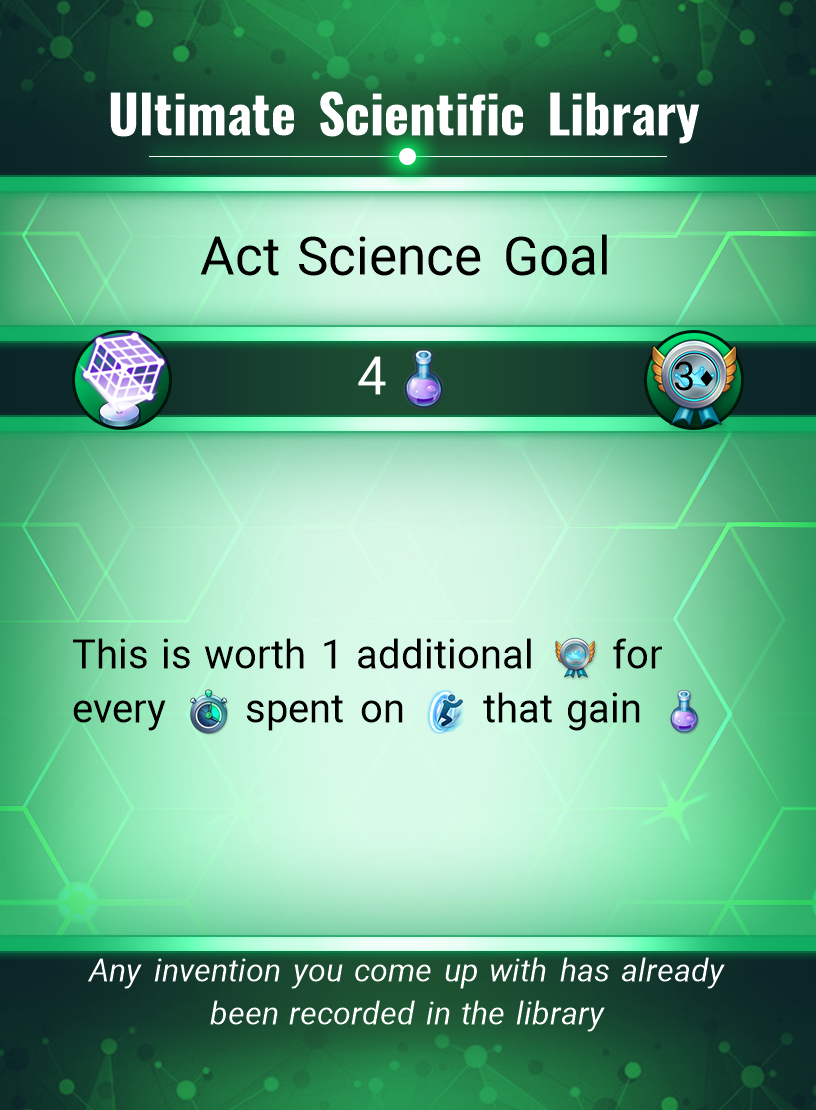 Ultimate Scientific Library
Act Science Goal
4
3♦
This is worth 1 additional for
every spent on that gain
Any invention you come up with has already
been recorded in the library